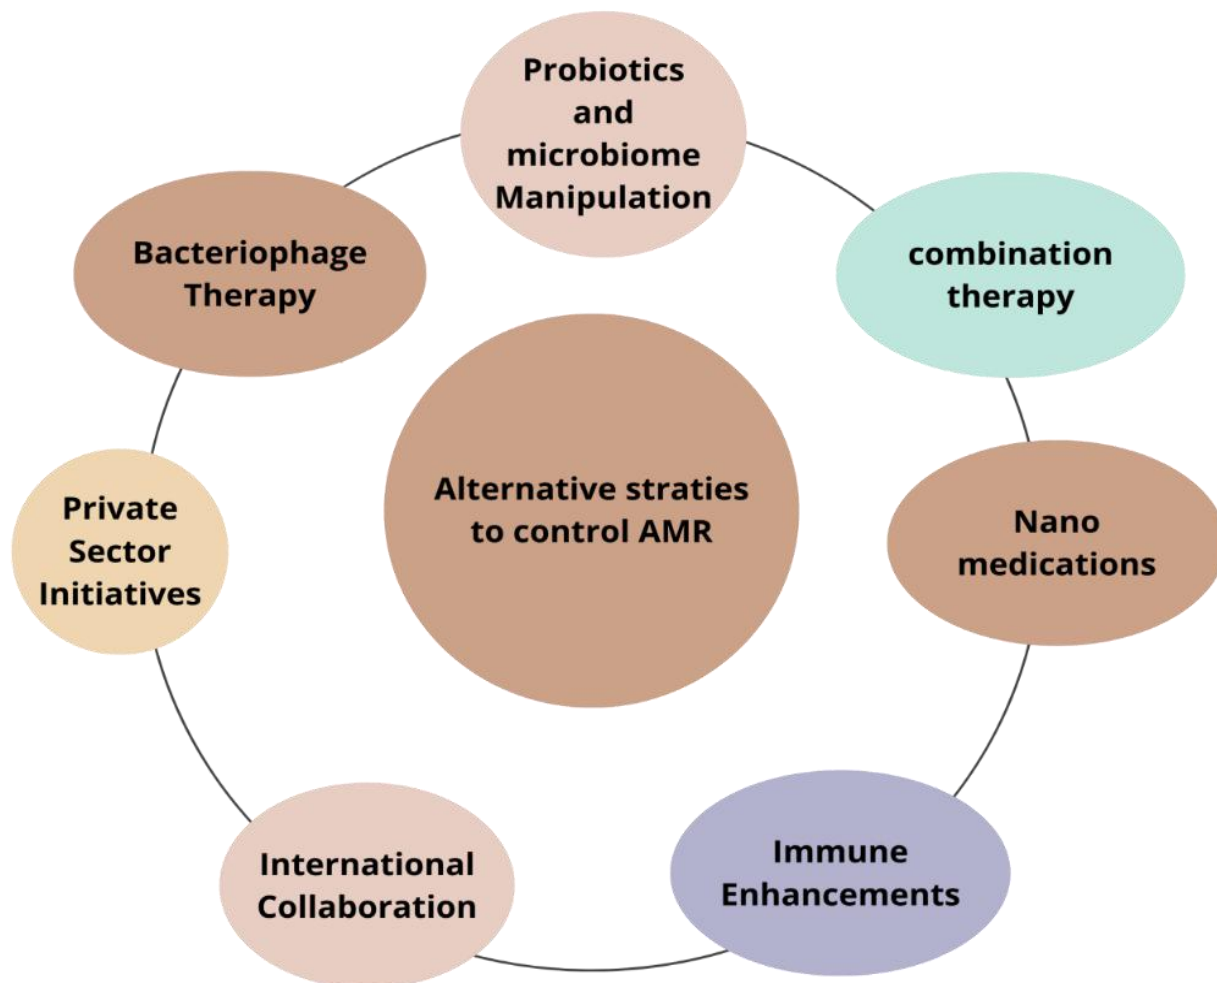 Probiotics
and
microbiome
Manipulation
combination
therapy
Nano
medications
Immune
Enhancements
International
Collaboration
Private
Sector
Initiatives
Bacteriophage
Therapy
Alternative straties
to control AMR